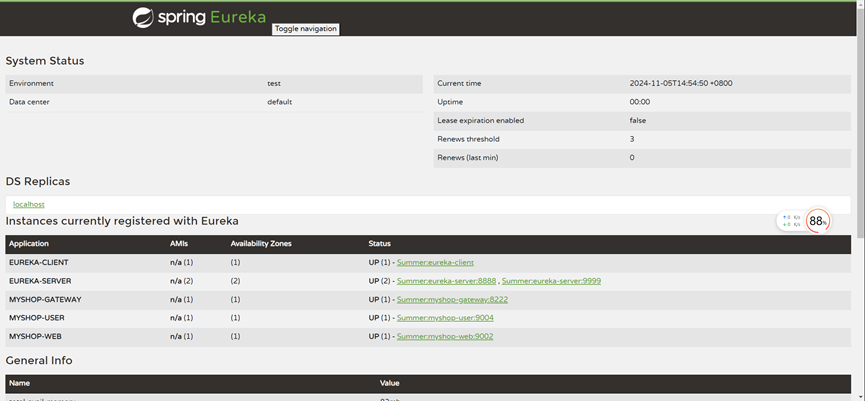 spring Eureka
Toggle navigation
System Status
Environment test
Data center default
Current time 2024-11-05T14:54:50 +0800
Uptime 00:00
Lease expiration enabled false
Renews threshold 3
Renews (last min) 0
DS Replicas
localhost
Instances currently registered with Eureka
88%
Application AMIs Availability Zones Status
EUREKA-CLIENT n/a (1) (1) UP (1) - Summer:eureka-client
EUREKA-SERVER n/a (2) (2) UP (2) - Summer:eureka-server:8888 , Summer:eureka-server:9999
MYSHOP-GATEWAY n/a (1) (1) UP (1) - Summer:myshop-gateway:8222
MYSHOP-USER n/a (1) (1) UP (1) - Summer:myshop-user:9004
MYSHOP-WEB n/a (1) (1) UP (1) - Summer:myshop-web:9002
General Info
Name Value